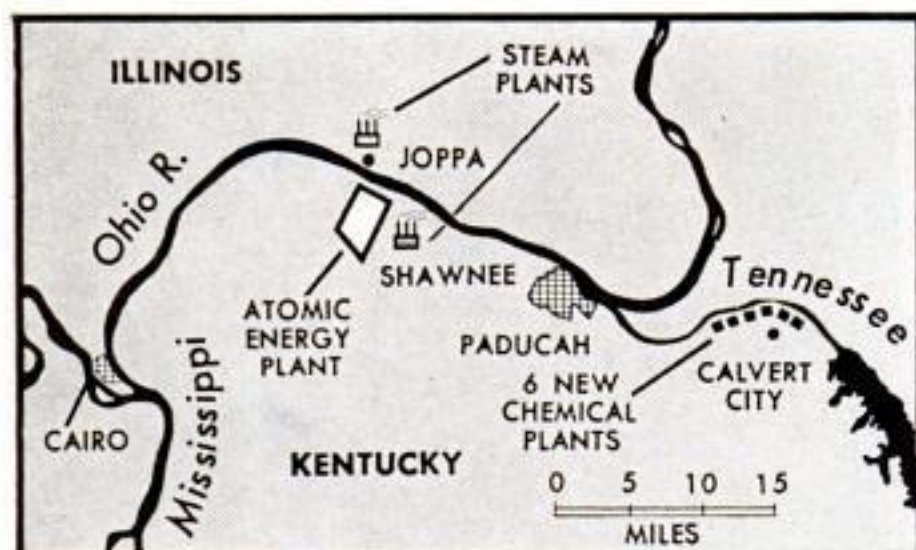 ILLINOIS
STEAM
PLANTS
JOPPA
Ohio R.
SHAWNEE
ATOMIC
ENERGY
PLANT
PADUCAH
Tennessee
6 NEW
CHEMICAL
PLANTS
CALVERT
CITY
CAIRO
Mississippi
KENTUCKY
0 5 10 15
MILES